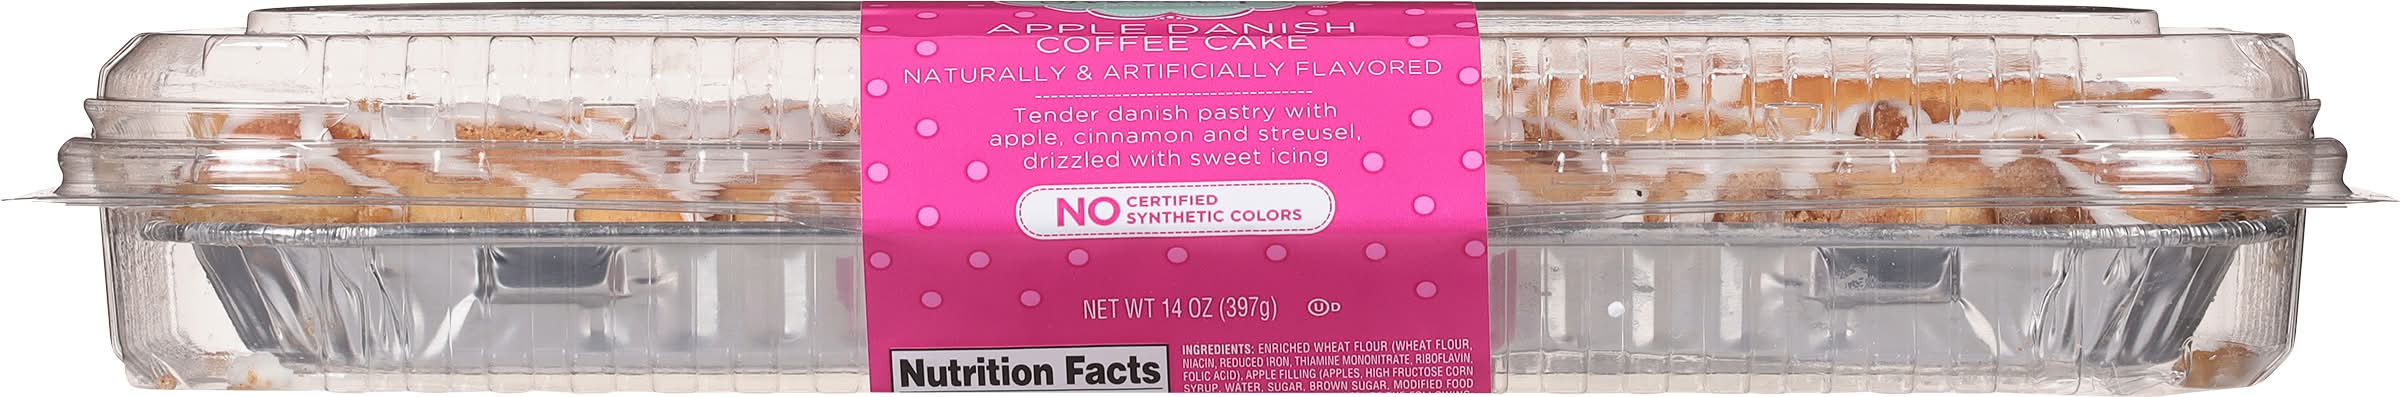 APPLE DANISH
COFFEE CAKE
NATURALLY & ARTIFICIALLY FLAVORED
Tender danish pastry with
apple, cinnamon and streusel,
drizzled with sweet icing
NO CERTIFIED
SYNTHETIC COLORS
NET WT 14 OZ (397g) U D
Nutrition Facts
INGREDIENTS: ENRICHED WHEAT FLOUR (WHEAT FLOUR,
NIACIN, REDUCED IRON, THIAMINE MONONITRATE, RIBOFLAVIN,
FOLIC ACID), APPLE FILLING (APPLES, HIGH FRUCTOSE CORN
SYRUP, WATER, SUGAR, BROWN SUGAR, MODIFIED FOOD